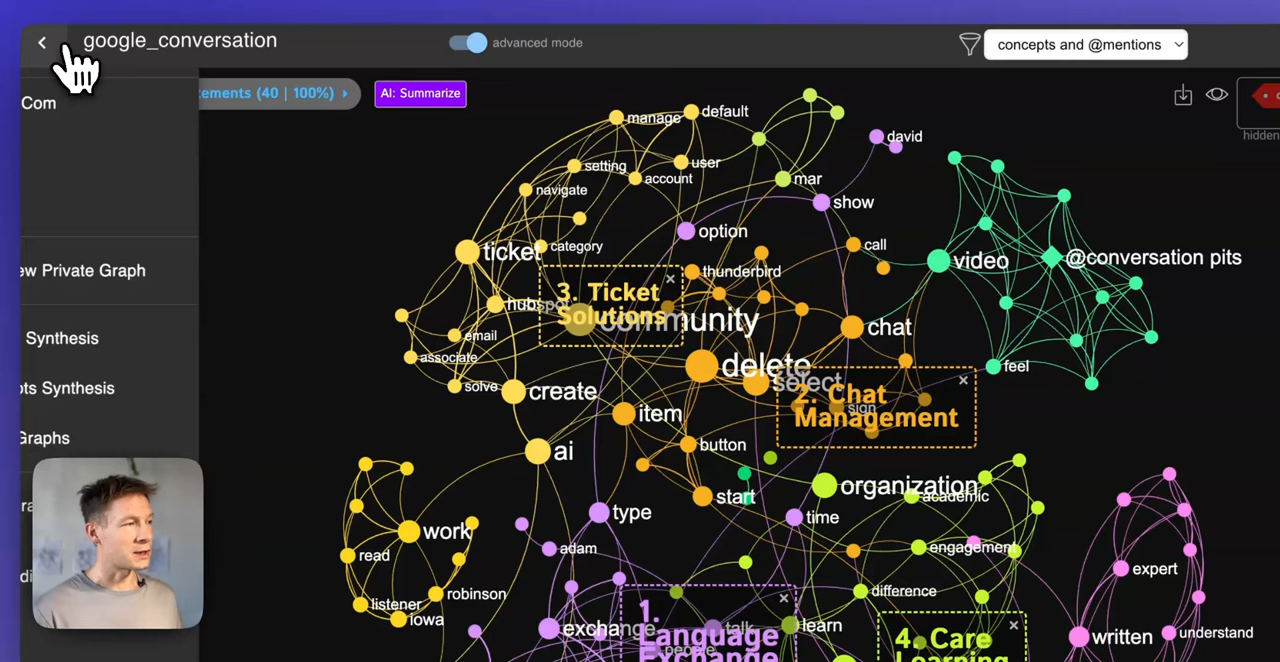 google_conversation
advanced mode
concepts and @mentions
Com
ements (40 | 100%)
AI: Summarize
hidden
manage
default
david
setting
user
account
mar
navigate
show
option
category
call
ticket
video
@conversation pits
ew Private Graph
thunderbird
3. Ticket
Solutions
hubspot
community
chat
email
Synthesis
associate
delete
feel
select
solve
create
2. Chat
Management
sign
pts Synthesis
item
button
Graphs
ai
organization
academic
start
type
time
work
adam
engagement
read
expert
robinson
difference
listener
iowa
1.
Language
Exchange
exchange
talk
people
learn
4. Care
Learning
written
understand